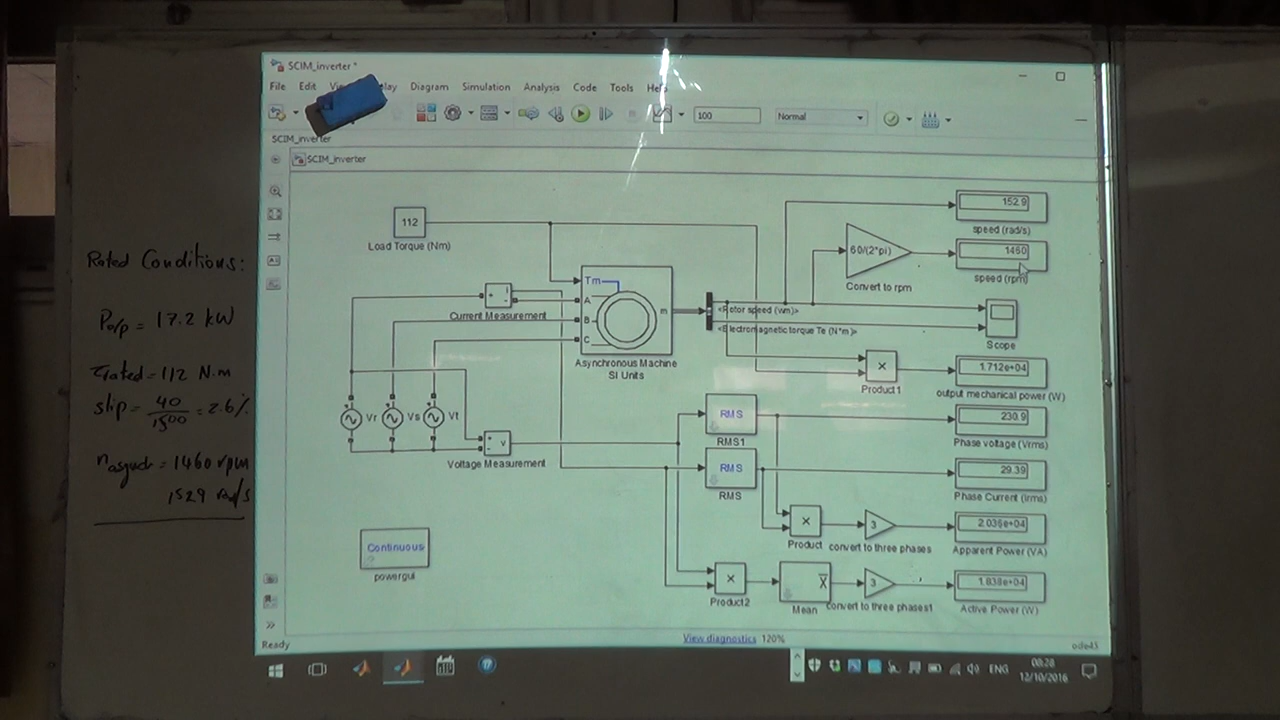 SCIM_inverter *
File Edit Diagram Simulation Analysis Code Tools Help
100 Normal
SCIM_inverter
SCIM_inverter
Rated Conditions:
Po/p = 17.2 kW
τrated = 112 N.m
slip = 40/1500 = 2.6%
= 1460 rpm
112
Load Torque (Nm)
Current Measurement
Tm
A
B
C
m
Asynchronous Machine
SI Units
<Rotor speed (wm)>
<Electromagnetic torque Te (N*m)>
60/(2*pi)
Convert to rpm
152.9
speed (rad/s)
1460
speed (rpm)
Scope
×
Product1
1.712e+04
output mechanical power (W)
Vr Vs Vt
v
Voltage Measurement
RMS
RMS1
230.9
Phase voltage (Vrms)
RMS
RMS
29.39
Phase Current (Irms)
×
Product
3
convert to three phases
2.036e+04
Apparent Power (VA)
Continuous
powergui
×
Product2
Mean
3
convert to three phases1
1.838e+04
Active Power (W)
View diagnostics 120%
Ready
ode45
ENG
08:28
12/10/2016